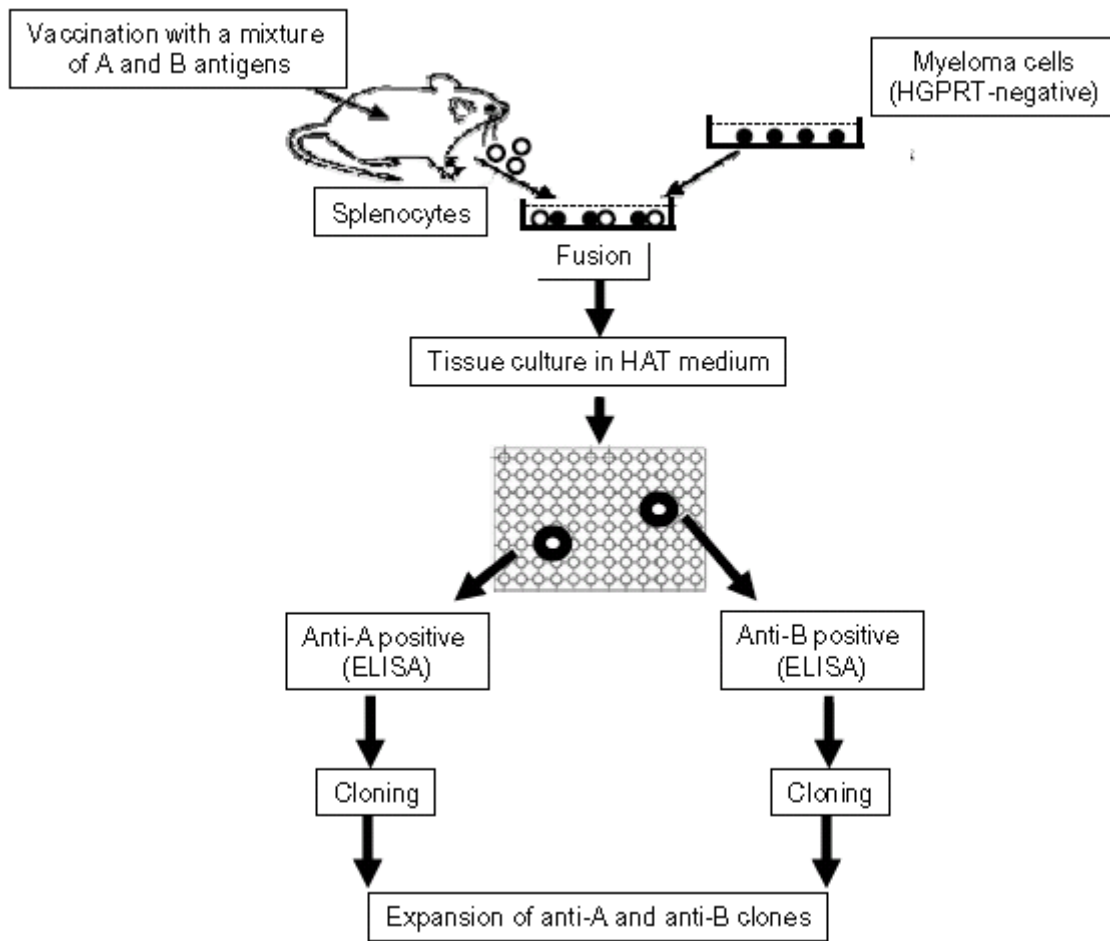 Vaccination with a mixture
of A and B antigens
Myeloma cells
(HGPRT-negative)
Splenocytes
Fusion
Tissue culture in HAT medium
Anti-A positive
(ELISA)
Anti-B positive
(ELISA)
Cloning
Cloning
Expansion of anti-A and anti-B clones